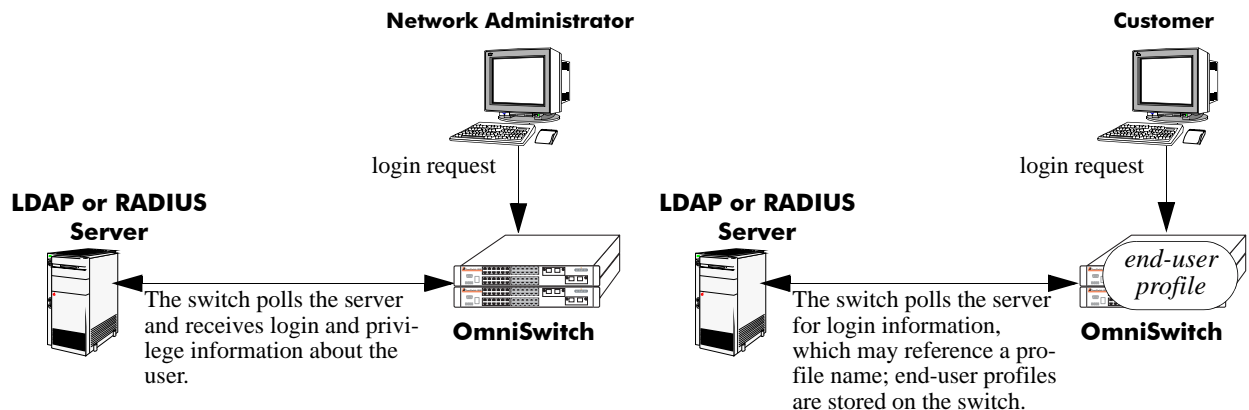 Network Administrator
login request
LDAP or RADIUS
Server
The switch polls the server
and receives login and privi-
lege information about the
user.
OmniSwitch
Customer
login request
LDAP or RADIUS
Server
end-user
profile
The switch polls the server
for login information,
which may reference a pro-
file name; end-user profiles
are stored on the switch.
OmniSwitch